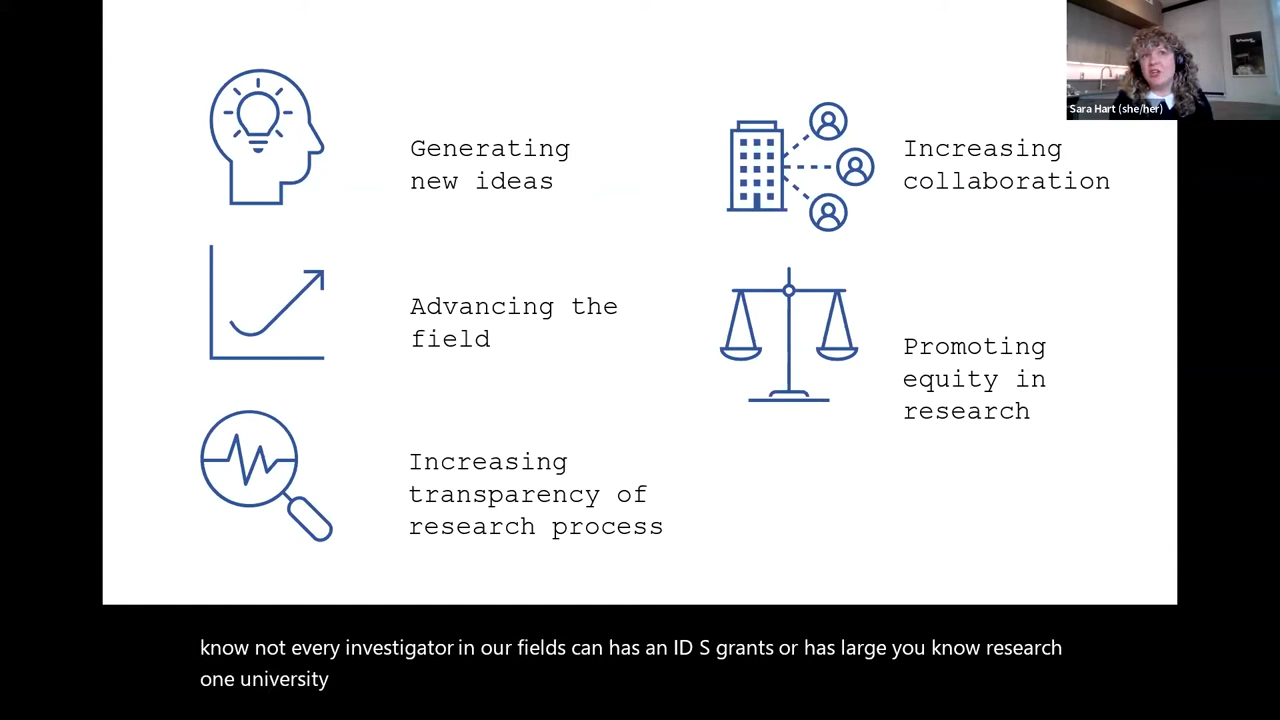 Generating
new ideas
Advancing the
field
Increasing
transparency of
research process
Increasing
collaboration
Promoting
equity in
research
Sara Hart (she/her)
know not every investigator in our fields can has an ID S grants or has large you know research
one university